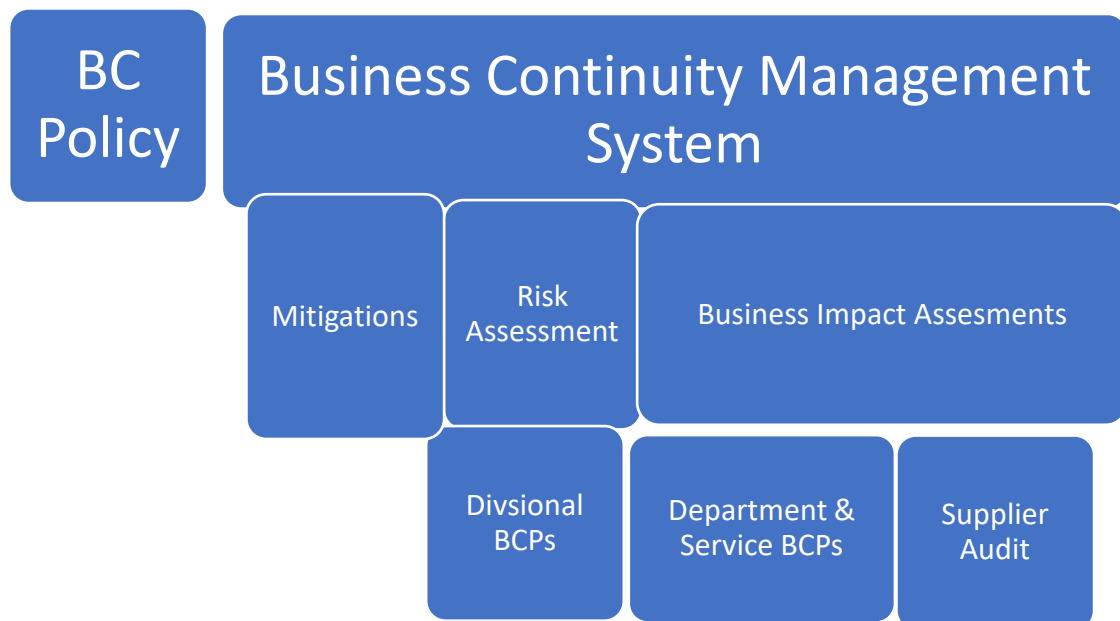 BC
Policy
Business Continuity Management
System
Mitigations
Risk
Assessment
Business Impact Assesments
Divsional
BCPs
Department &
Service BCPs
Supplier
Audit